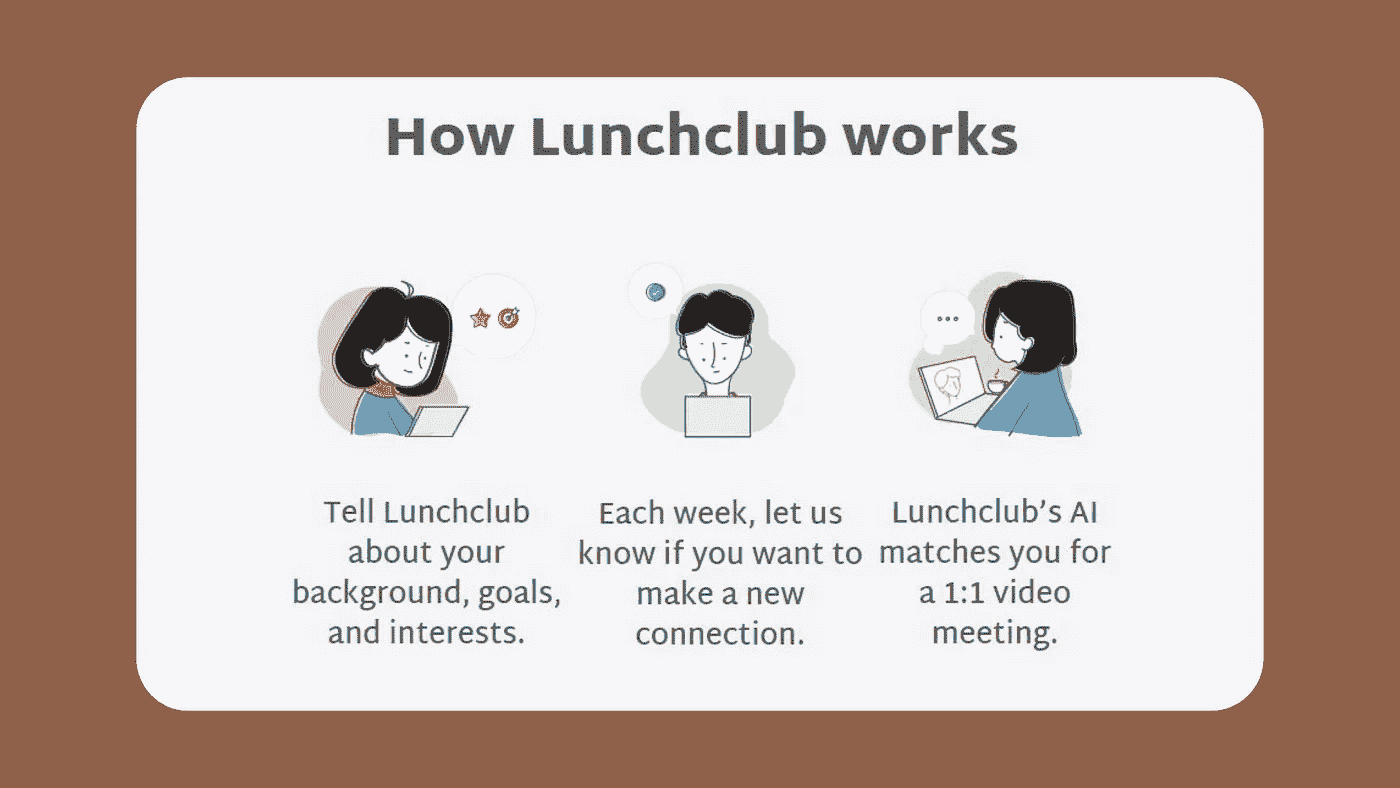 How Lunchclub works
Tell Lunchclub
about your
background, goals,
and interests.
Each week, let us
know if you want to
make a new
connection.
Lunchclub’s AI
matches you for
a 1:1 video
meeting.